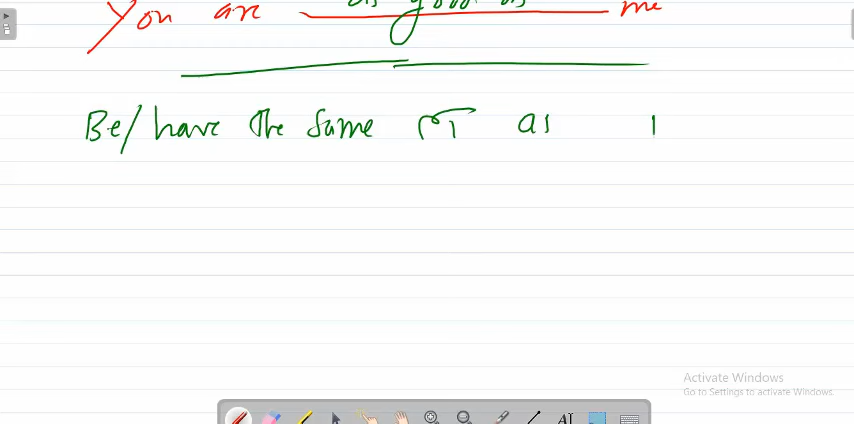 You are as good as me
Be/have the same as
Activate Windows
Go to Settings to activate Windows.
AI